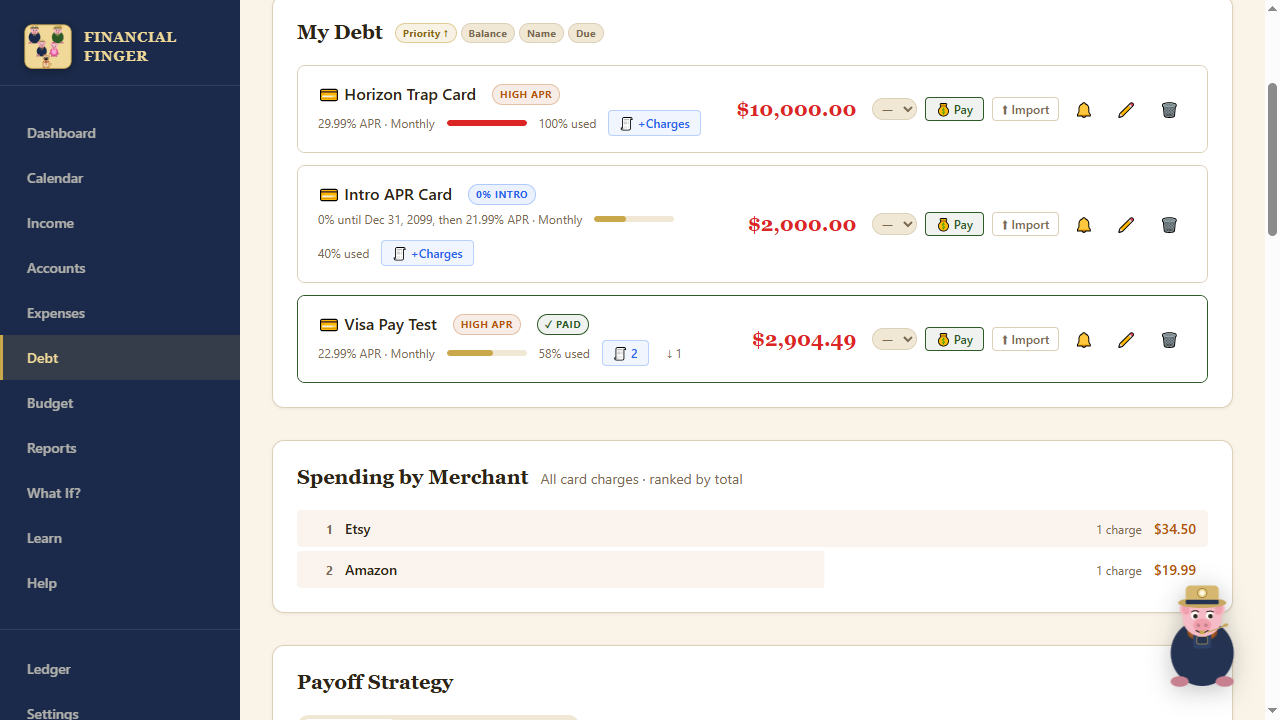 FINANCIAL
FINGER
Dashboard
Calendar
Income
Accounts
Expenses
Debt
Budget
Reports
What If?
Learn
Help
Ledger
Settings
My Debt
Priority ↑
Balance
Name
Due
Horizon Trap Card
HIGH APR
29.99% APR · Monthly
100% used
+Charges
$10,000.00
—
Pay
⬆ Import
Intro APR Card
0% INTRO
0% until Dec 31, 2099, then 21.99% APR · Monthly
40% used
+Charges
$2,000.00
—
Pay
⬆ Import
Visa Pay Test
HIGH APR
✓ PAID
22.99% APR · Monthly
58% used
2
↓ 1
$2,904.49
—
Pay
⬆ Import
Spending by Merchant
All card charges · ranked by total
1 Etsy 1 charge $34.50
2 Amazon 1 charge $19.99
Payoff Strategy